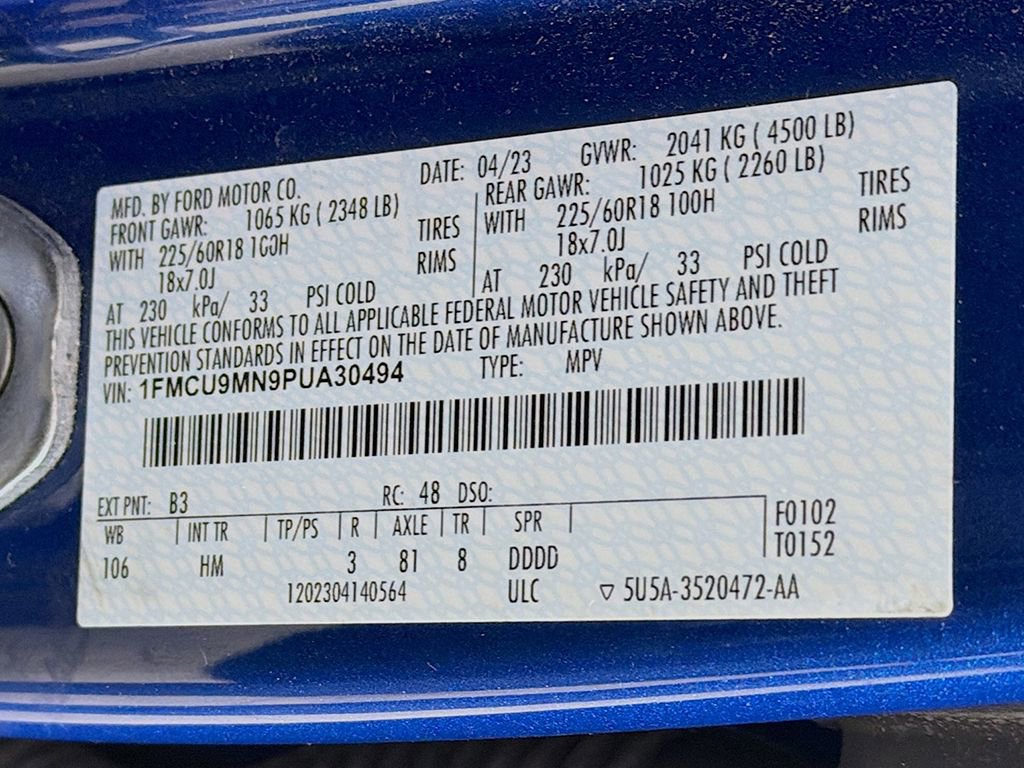 MFD. BY FORD MOTOR CO. DATE: 04/23 GVWR: 2041 KG ( 4500 LB)
FRONT GAWR: 1065 KG ( 2348 LB) REAR GAWR: 1025 KG ( 2260 LB)
WITH 225/60R18 100H TIRES WITH 225/60R18 100H TIRES
18x7.0J RIMS 18x7.0J RIMS
AT 230 kPa/ 33 PSI COLD AT 230 kPa/ 33 PSI COLD
THIS VEHICLE CONFORMS TO ALL APPLICABLE FEDERAL MOTOR VEHICLE SAFETY AND THEFT
PREVENTION STANDARDS IN EFFECT ON THE DATE OF MANUFACTURE SHOWN ABOVE.
VIN: 1FMCU9MN9PUA30494 TYPE: MPV
EXT PNT: B3 RC: 48 DSO:
WB INT TR TP/PS R AXLE TR SPR F0102
106 HM 3 81 8 DDDD T0152
1202304140564 ULC ▽ 5U5A-3520472-AA